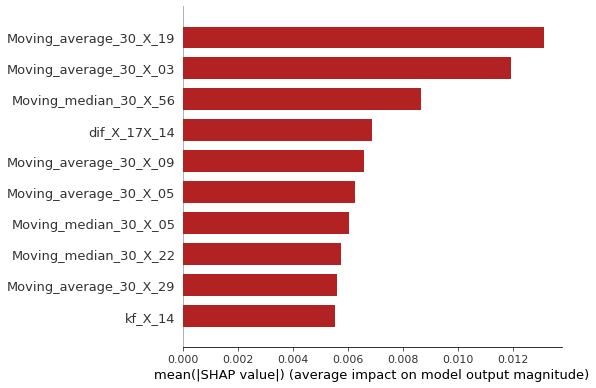 Moving_average_30_X_19
Moving_average_30_X_03
Moving_median_30_X_56
dif_X_17X_14
Moving_average_30_X_09
Moving_average_30_X_05
Moving_median_30_X_05
Moving_median_30_X_22
Moving_average_30_X_29
kf_X_14
0.000 0.002 0.004 0.006 0.008 0.010 0.012
mean(|SHAP value|) (average impact on model output magnitude)